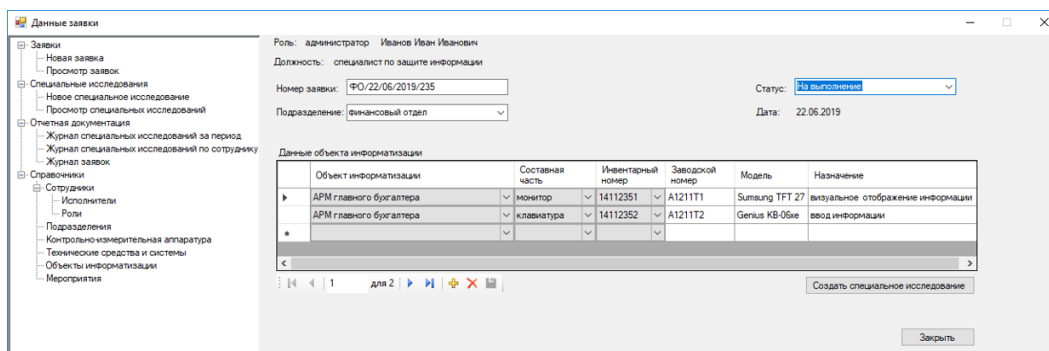 Данные заявки
Заявки
Новая заявка
Просмотр заявок
Специальные исследования
Новое специальное исследование
Просмотр специальных исследований
Отчетная документация
Журнал специальных исследований за период
Журнал специальных исследований по сотруднику
Журнал заявок
Справочники
Сотрудники
Исполнители
Роли
Подразделения
Контрольно-измерительная аппаратура
Технические средства и системы
Объекты информатизации
Мероприятия
Роль: администратор Иванов Иван Иванович
Должность: специалист по защите информации
Номер заявки: ФО/22/06/2019/235 Статус: На выполнение
Подразделение: финансовый отдел Дата: 22.06.2019
Данные объекта информатизации
Объект информатизации Составная часть Инвентарный номер Заводской номер Модель Назначение
АРМ главного бухгалтера монитор 14112351 А1211Т1 Sumsung TFT 27 визуальное отображение информации
АРМ главного бухгалтера клавиатура 14112352 А1211Т2 Genius KB-06xe ввод информации
1 для 2
Создать специальное исследование
Закрыть